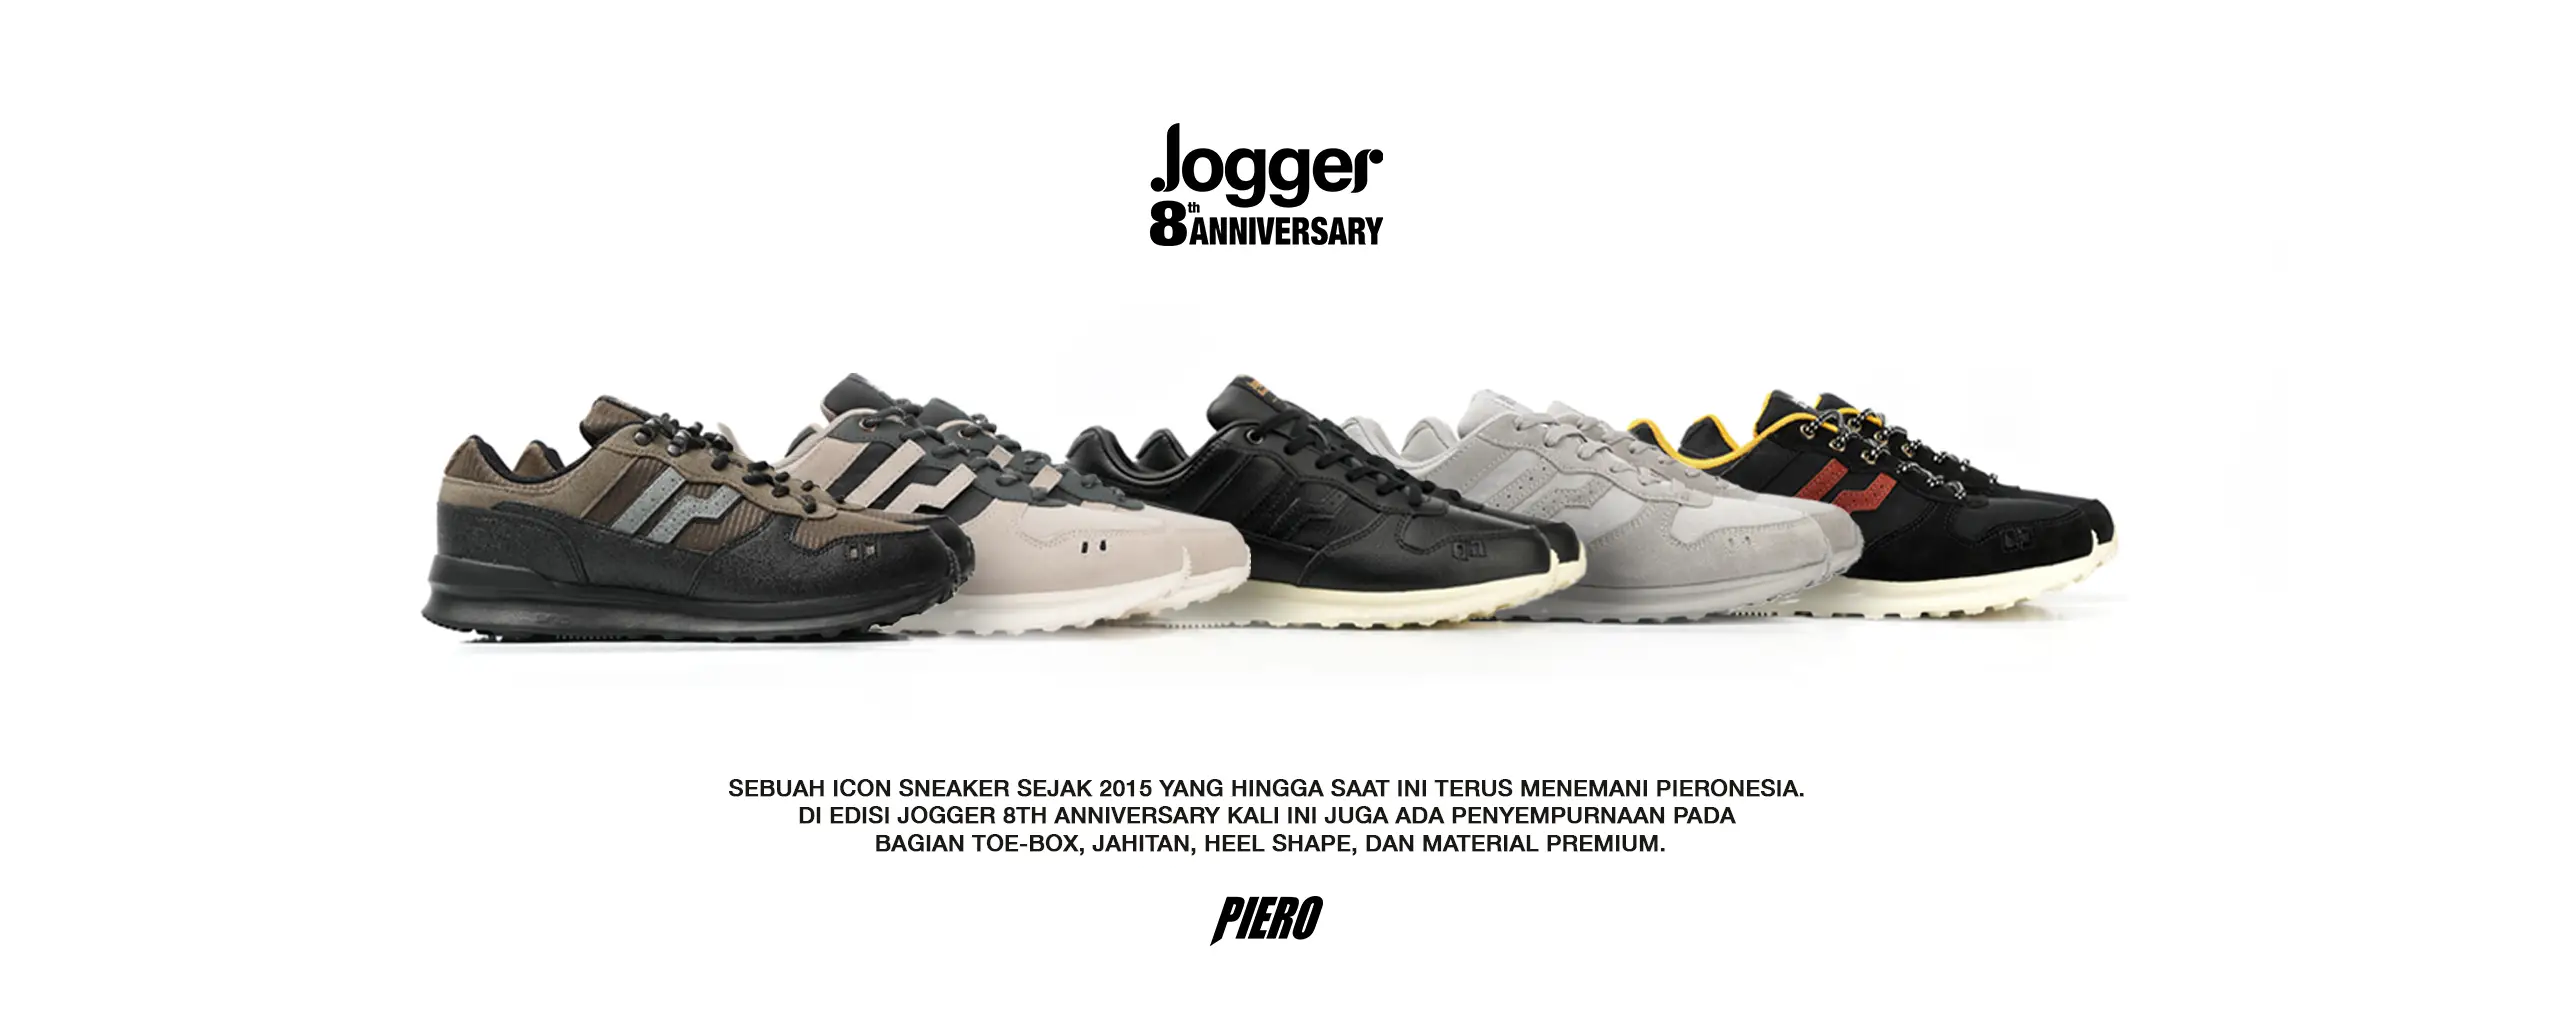 Jogger
8th ANNIVERSARY
SEBUAH ICON SNEAKER SEJAK 2015 YANG HINGGA SAAT INI TERUS MENEMANI PIERONESIA.
DI EDISI JOGGER 8TH ANNIVERSARY KALI INI JUGA ADA PENYEMPURNAAN PADA
BAGIAN TOE-BOX, JAHITAN, HEEL SHAPE, DAN MATERIAL PREMIUM.
PIERO